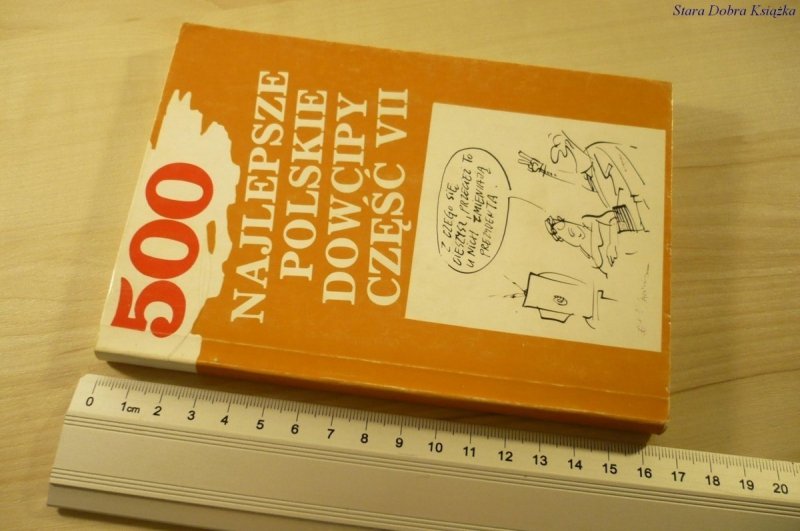 Stara Dobra Książka
500
NAJLEPSZE
POLSKIE
DOWCIPY
CZĘŚĆ VII
Z CZEGO SIĘ
CIESZYSZ, PRZECIEŻ TO
U NICH ZMIENIAJĄ
PREZYDENTA.
0 1cm 2 3 4 5 6 7 8 9 10 11 12 13 14 15 16 17 18 19 20